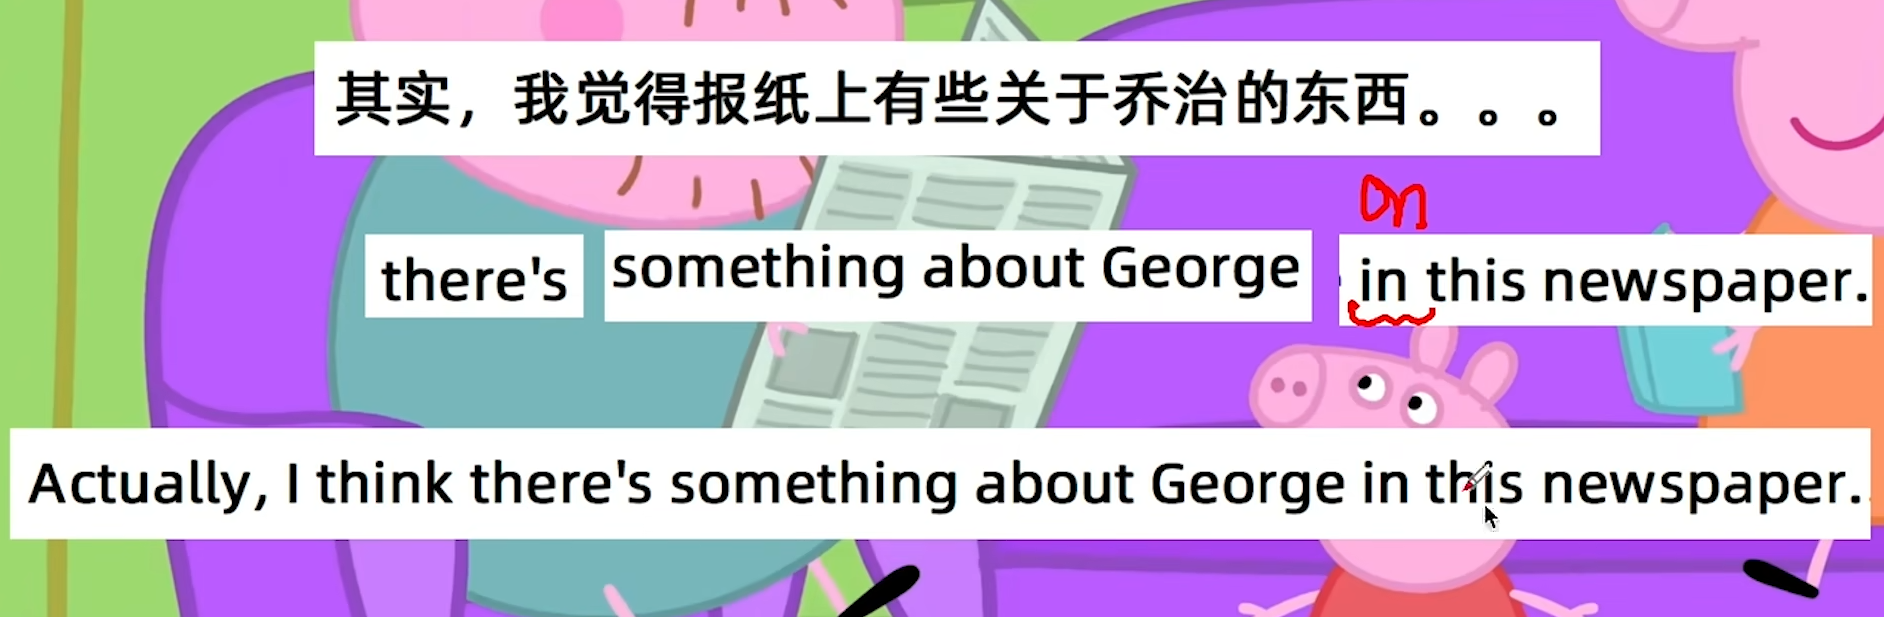 其实，我觉得报纸上有些关于乔治的东西。。。
on
there's something about George in this newspaper.
Actually, I think there's something about George in this newspaper..